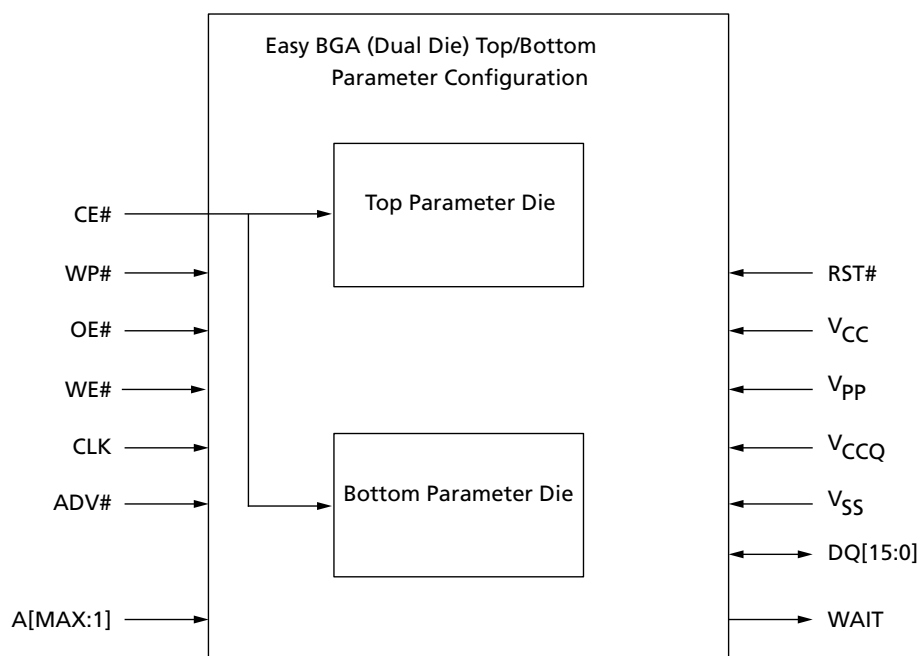 Easy BGA (Dual Die) Top/Bottom
Parameter Configuration
Top Parameter Die
CE#
WP#
OE#
WE#
CLK
ADV#
A[MAX:1]
Bottom Parameter Die
RST#
VCC
VPP
VCCQ
VSS
DQ[15:0]
WAIT